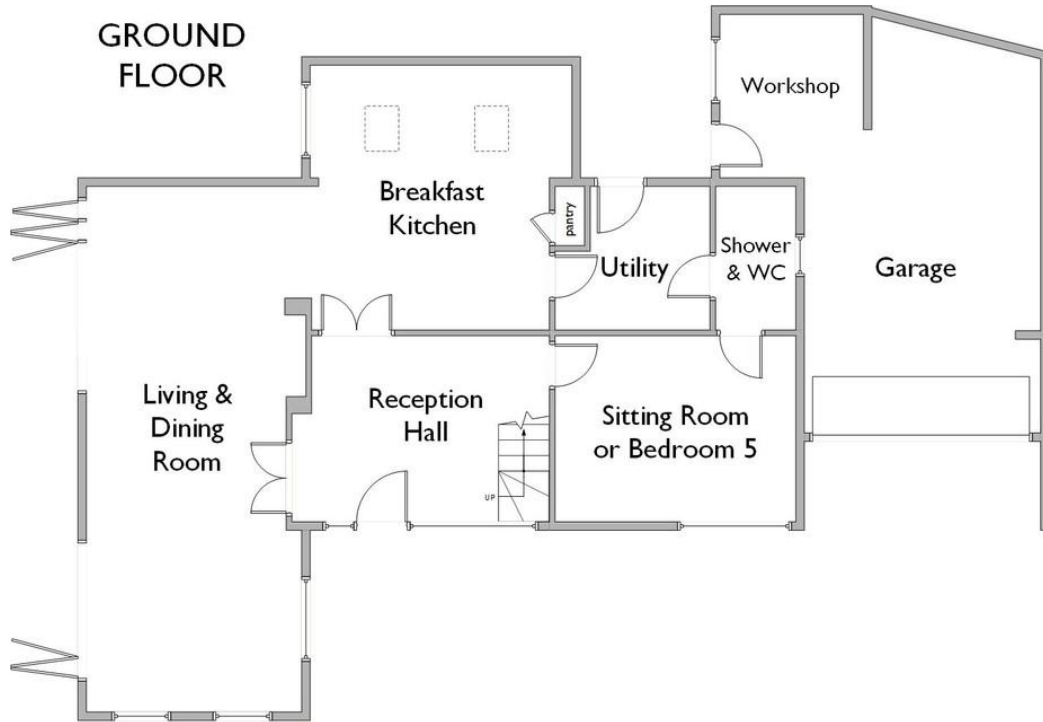 GROUND
FLOOR
Workshop
Breakfast
Kitchen
pantry
Utility
Shower
& WC
Garage
Living &
Dining
Room
Reception
Hall
UP
Sitting Room
or Bedroom 5